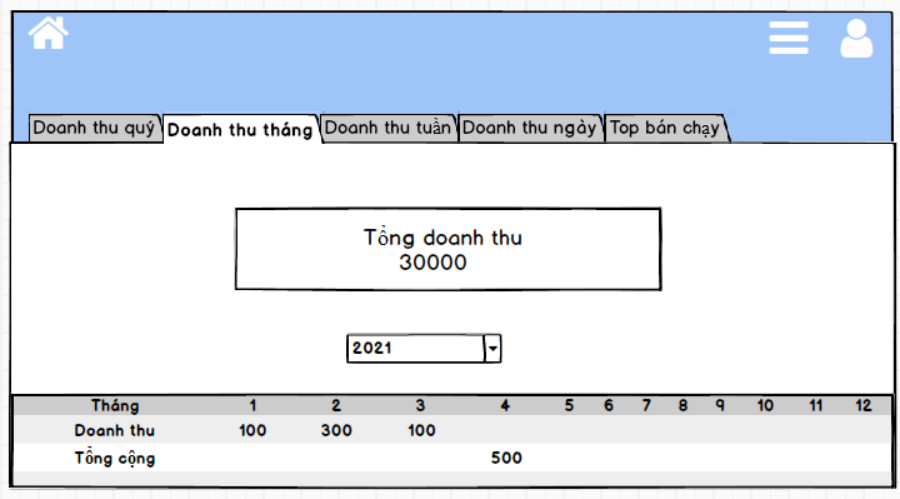 Doanh thu quý Doanh thu tháng Doanh thu tuần Doanh thu ngày Top bán chạy
Tổng doanh thu
30000
2021
Tháng 1 2 3 4 5 6 7 8 9 10 11 12
Doanh thu 100 300 100
Tổng cộng 500